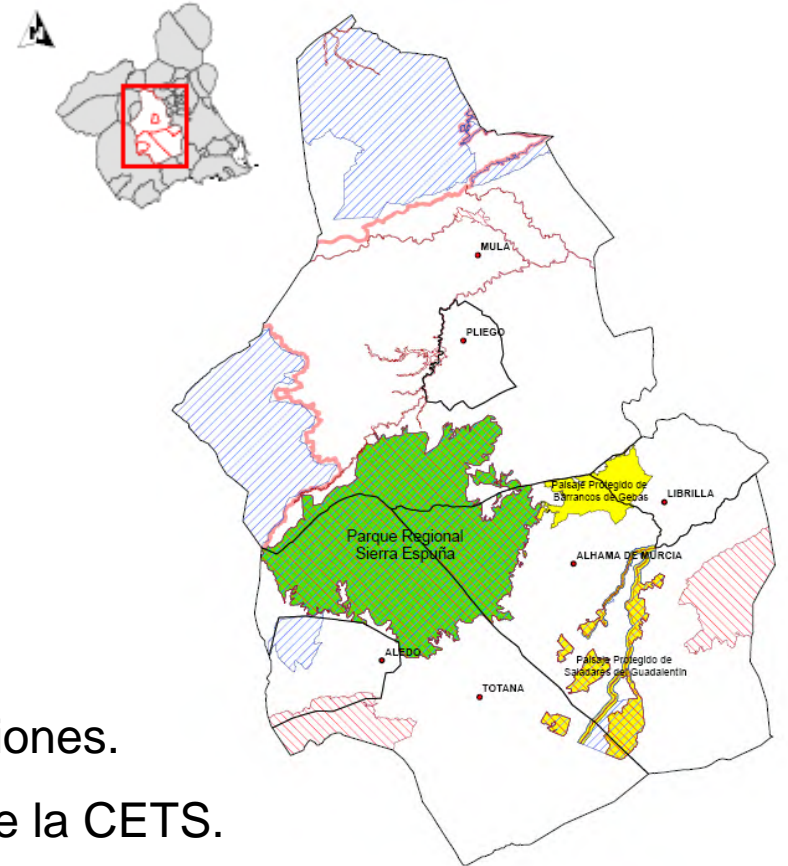 MULA
PLIEGO
Paisaje Protegido de
Barrancos de Gebas
LIBRILLA
Parque Regional
Sierra Espuña
ALHAMA DE MURCIA
ALEDO
Paisaje Protegido de
Saladares del Guadalentín
TOTANA
iones.
e la CETS.